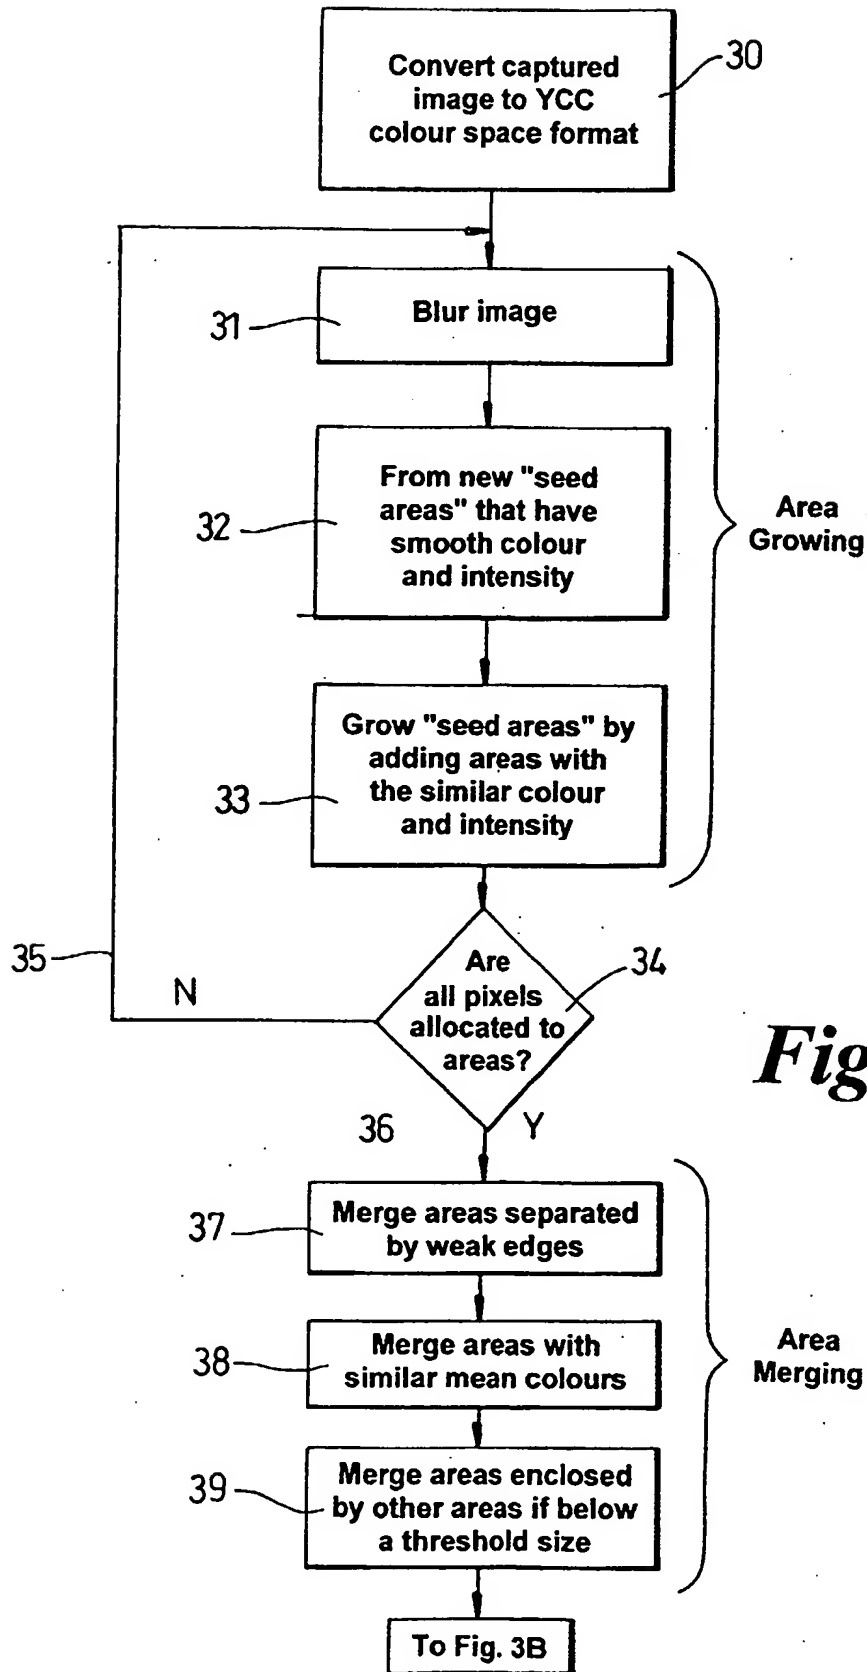 Convert captured
image to YCC
colour space format
30
Blur image
31
From new "seed
areas" that have
smooth colour
and intensity
32
Area
Growing
Grow "seed areas" by
adding areas with
the similar colour
and intensity
33
Are
all pixels
allocated to
areas?
34
35
N
Fig
36
Y
Merge areas separated
by weak edges
37
Merge areas with
similar mean colours
38
Area
Merging
Merge areas enclosed
by other areas if below
a threshold size
39
To Fig. 3B